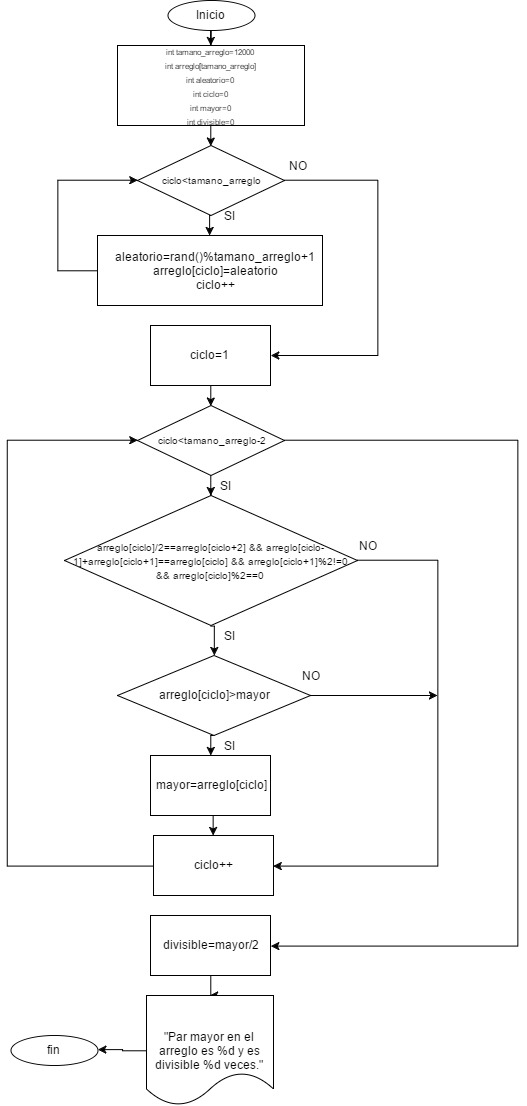 Inicio
int tamano_arreglo=12000
int arreglo[tamano_arreglo]
int aleatorio=0
int ciclo=0
int mayor=0
int divisible=0
ciclo<tamano_arreglo
NO
SI
aleatorio=rand()%tamano_arreglo+1
arreglo[ciclo]=aleatorio
ciclo++
ciclo=1
ciclo<tamano_arreglo-2
SI
arreglo[ciclo]/2==arreglo[ciclo+2] && arreglo[ciclo-
1]+arreglo[ciclo+1]==arreglo[ciclo] && arreglo[ciclo+1]%2!=0
&& arreglo[ciclo]%2==0
NO
SI
arreglo[ciclo]>mayor
NO
SI
mayor=arreglo[ciclo]
ciclo++
divisible=mayor/2
"Par mayor en el
arreglo es %d y es
divisible %d veces."
fin